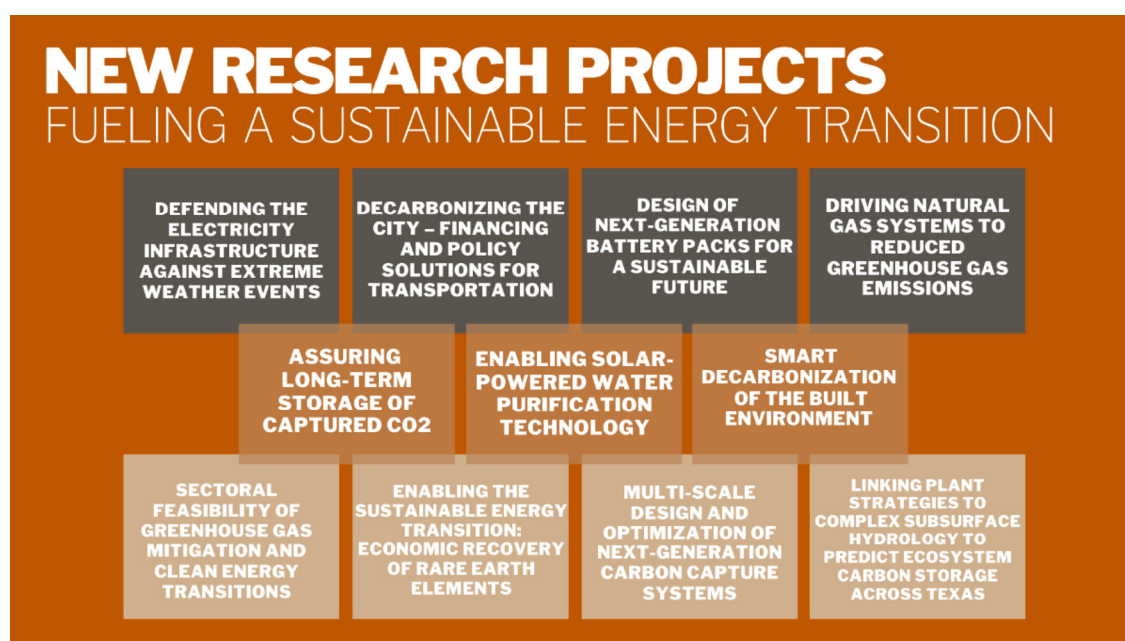 NEW RESEARCH PROJECTS
FUELING A SUSTAINABLE ENERGY TRANSITION
DEFENDING THE
ELECTRICITY
INFRASTRUCTURE
AGAINST EXTREME
WEATHER EVENTS
DECARBONIZING THE
CITY – FINANCING
AND POLICY
SOLUTIONS FOR
TRANSPORTATION
DESIGN OF
NEXT-GENERATION
BATTERY PACKS FOR
A SUSTAINABLE
FUTURE
DRIVING NATURAL
GAS SYSTEMS TO
REDUCED
GREENHOUSE GAS
EMISSIONS
ASSURING
LONG-TERM
STORAGE OF
CAPTURED CO2
ENABLING SOLAR-
POWERED WATER
PURIFICATION
TECHNOLOGY
SMART
DECARBONIZATION
OF THE BUILT
ENVIRONMENT
SECTORAL
FEASIBILITY OF
GREENHOUSE GAS
MITIGATION AND
CLEAN ENERGY
TRANSITIONS
ENABLING THE
SUSTAINABLE ENERGY
TRANSITION:
ECONOMIC RECOVERY
OF RARE EARTH
ELEMENTS
MULTI-SCALE
DESIGN AND
OPTIMIZATION OF
NEXT-GENERATION
CARBON CAPTURE
SYSTEMS
LINKING PLANT
STRATEGIES TO
COMPLEX SUBSURFACE
HYDROLOGY TO
PREDICT ECOSYSTEM
CARBON STORAGE
ACROSS TEXAS